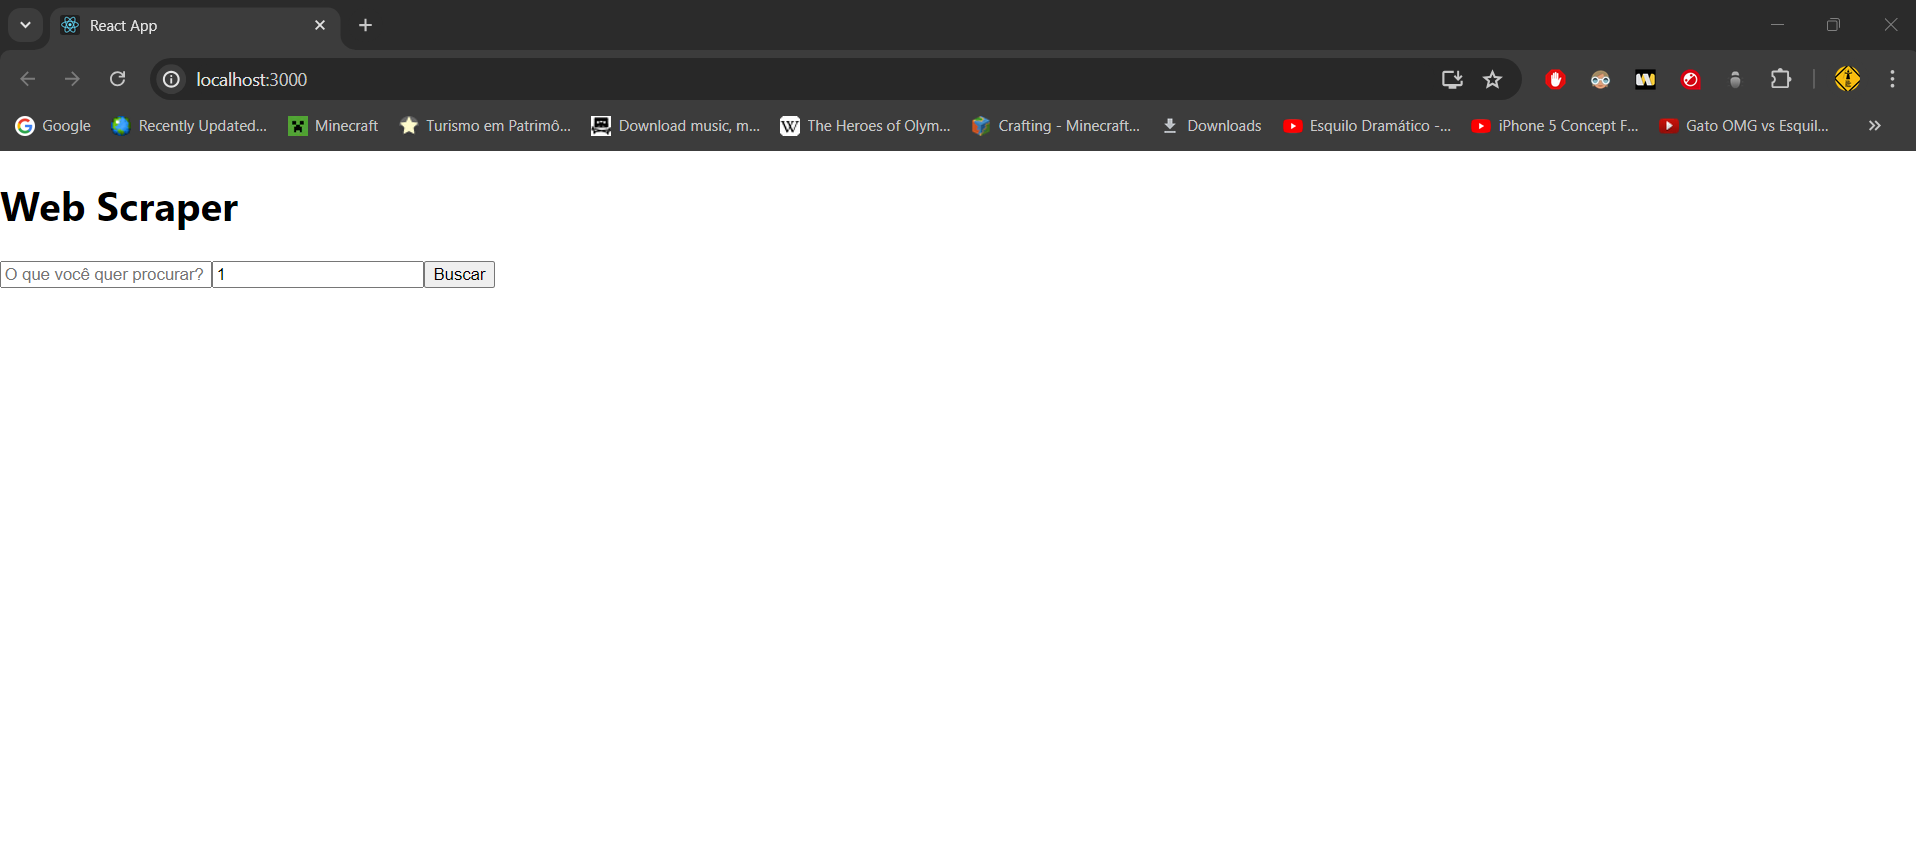 React App
localhost:3000
Google Recently Updated... Minecraft Turismo em Patrimô... Download music, m... The Heroes of Olym... Crafting - Minecraft... Downloads Esquilo Dramático -... iPhone 5 Concept F... Gato OMG vs Esquil...
Web Scraper
O que você quer procurar? 1 Buscar